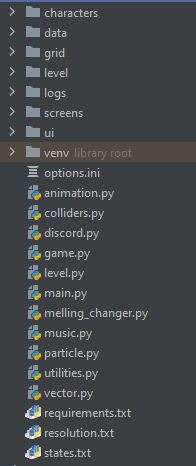 characters
data
grid
level
logs
screens
ui
venv library root
options.ini
animation.py
colliders.py
discord.py
game.py
level.py
main.py
melling_changer.py
music.py
particle.py
utilities.py
vector.py
requirements.txt
resolution.txt
states.txt